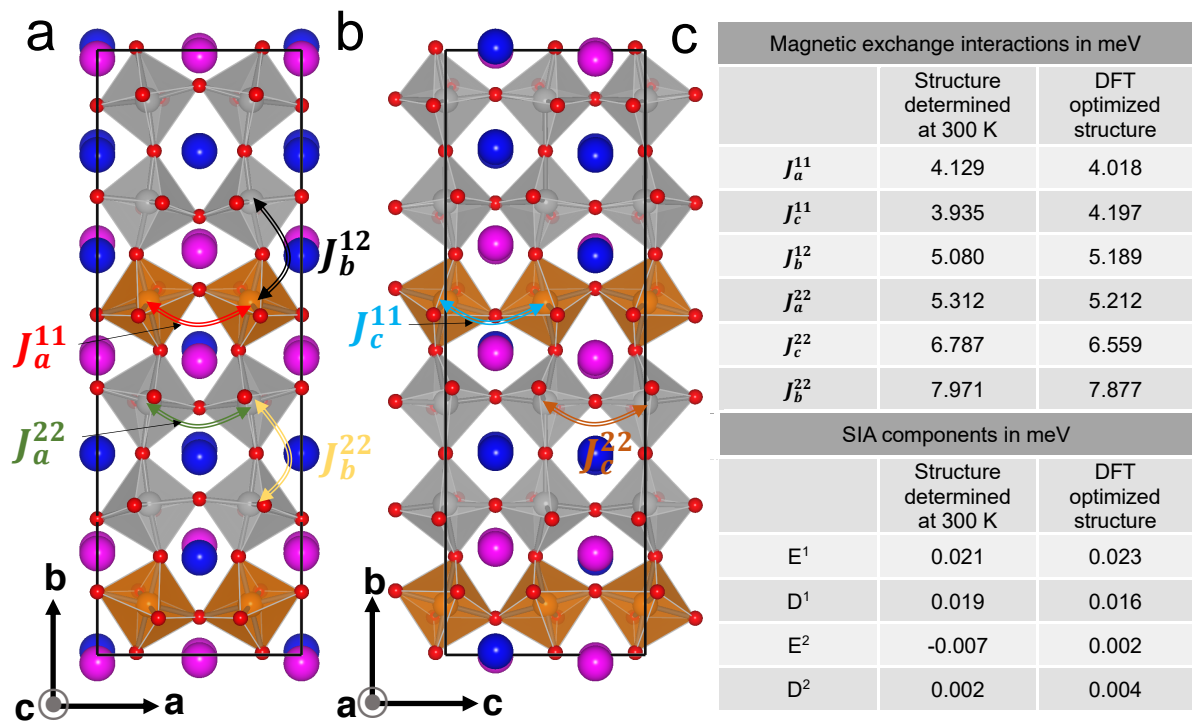 a
b
c
J_b^{12}
J_a^{11}
J_c^{11}
J_a^{22}
J_b^{22}
J_c^{22}
b
c
a
b
a
c
Magnetic exchange interactions in meV
Structure determined at 300 K
DFT optimized structure
J_a^{11} 4.129 4.018
J_c^{11} 3.935 4.197
J_b^{12} 5.080 5.189
J_a^{22} 5.312 5.212
J_c^{22} 6.787 6.559
J_b^{22} 7.971 7.877
SIA components in meV
Structure determined at 300 K
DFT optimized structure
E¹ 0.021 0.023
D¹ 0.019 0.016
E² -0.007 0.002
D² 0.002 0.004